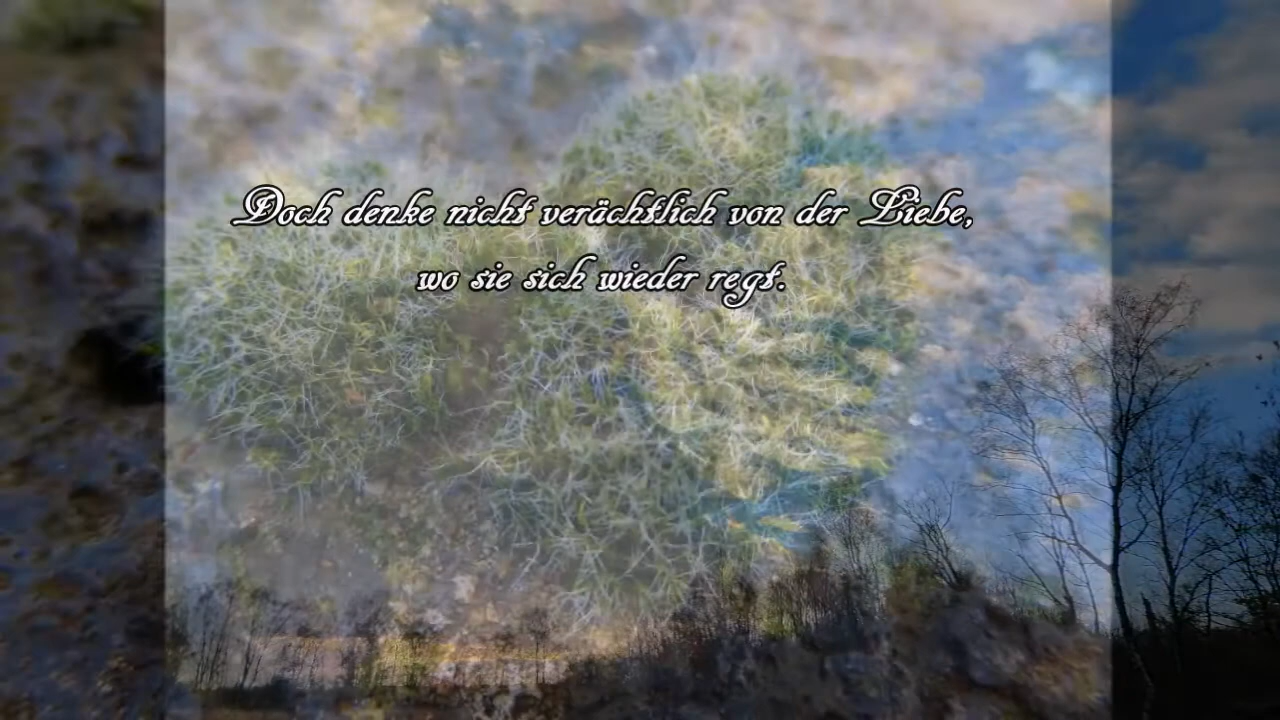 Doch denke nicht verächtlich von der Liebe,
wo sie sich wieder regt.